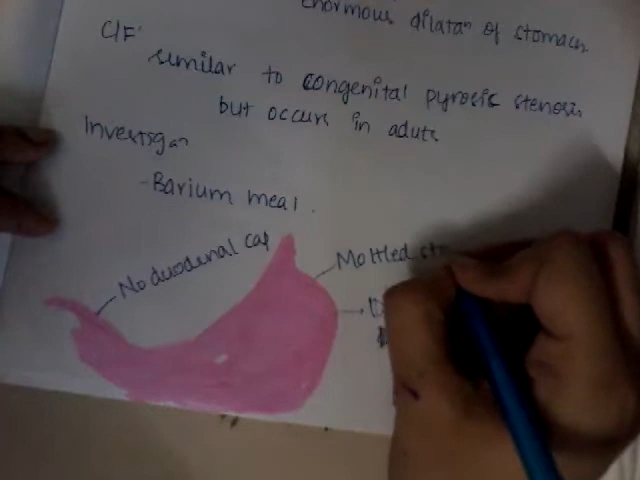 enormous dilatan of stomach
C/F
similar to congenital pyloric stenosis
but occurs in adults
Investigan
- Barium meal.
No duodenal cap
Mottled